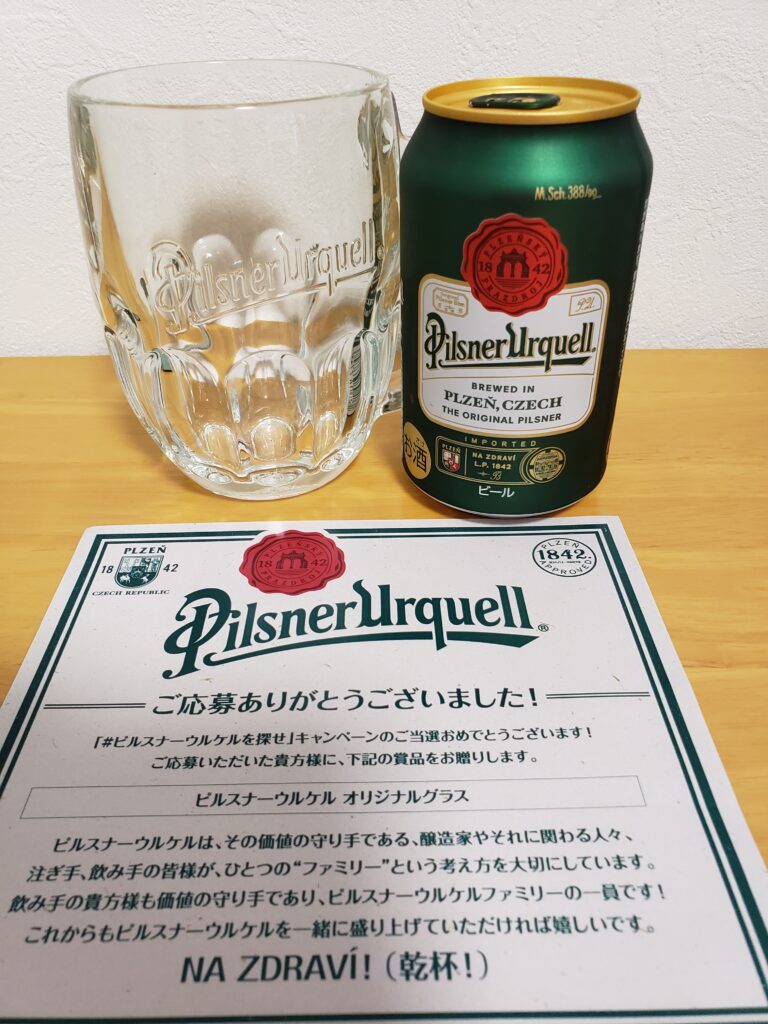 Pilsner Urquell
M.Sch. 388/99
PLZEŇSKÝ
18 42
PRAZDROJ
Pilsner Urquell
BREWED IN
PLZEŇ, CZECH
THE ORIGINAL PILSNER
IMPORTED
お酒
PLZEŇ
NA ZDRAVÍ
L.P. 1842
ビール
PLZEŇ
18 42
CZECH REPUBLIC
PLZEŇSKÝ
18 42
PRAZDROJ
PLZEŇ
1842
APPROVED
Pilsner Urquell®
ご応募ありがとうございました!
「#ピルスナーウルケルを探せ」キャンペーンのご当選おめでとうございます!
ご応募いただいた貴方様に、下記の賞品をお贈りします。
ピルスナーウルケル オリジナルグラス
ピルスナーウルケルは、その価値の守り手である、醸造家やそれに関わる人々、
注ぎ手、飲み手の皆様が、ひとつの“ファミリー”という考え方を大切にしています。
飲み手の貴方様も価値の守り手であり、ピルスナーウルケルファミリーの一員です!
これからもピルスナーウルケルを一緒に盛り上げていただければ嬉しいです。
NA ZDRAVÍ!(乾杯!)